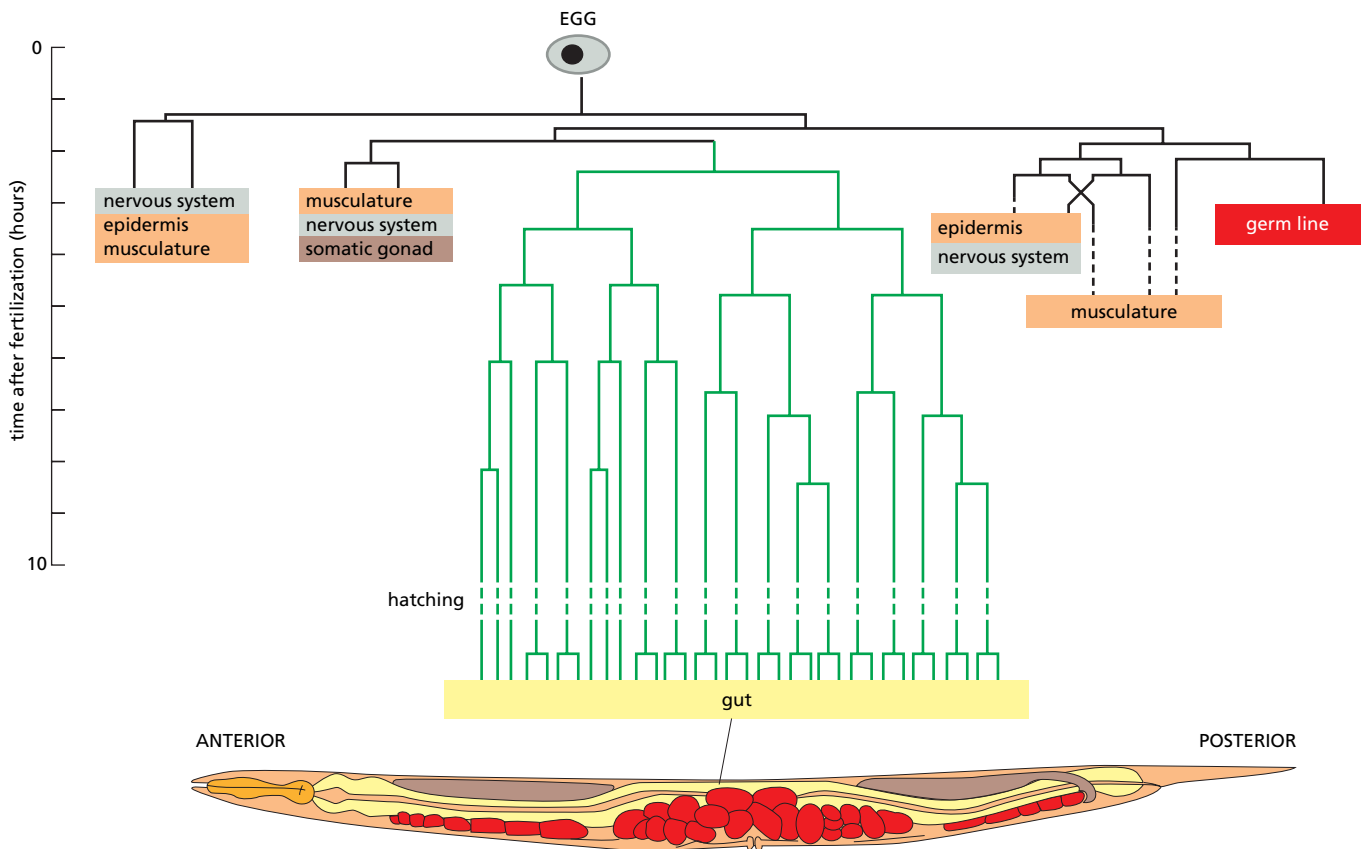 EGG
0
nervous system
epidermis
musculature
musculature
nervous system
somatic gonad
epidermis
nervous system
germ line
musculature
time after fertilization (hours)
10
hatching
gut
ANTERIOR
POSTERIOR